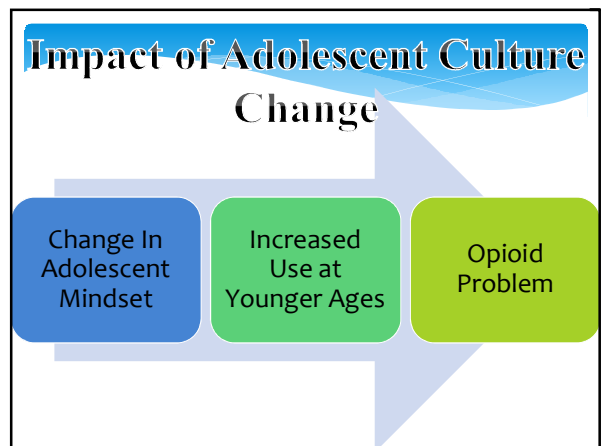 Impact of Adolescent Culture
Change
Change In
Adolescent
Mindset
Increased
Use at
Younger Ages
Opioid
Problem